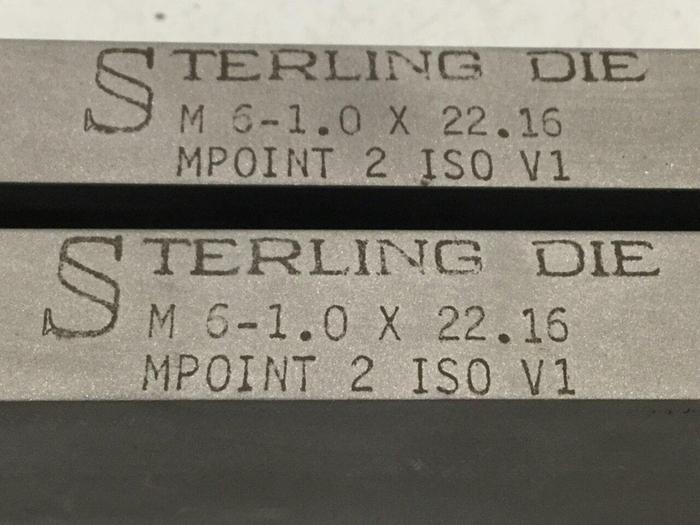 STERLING DIE
M 6-1.0 X 22.16
MPOINT 2 ISO V1
STERLING DIE
M 6-1.0 X 22.16
MPOINT 2 ISO V1